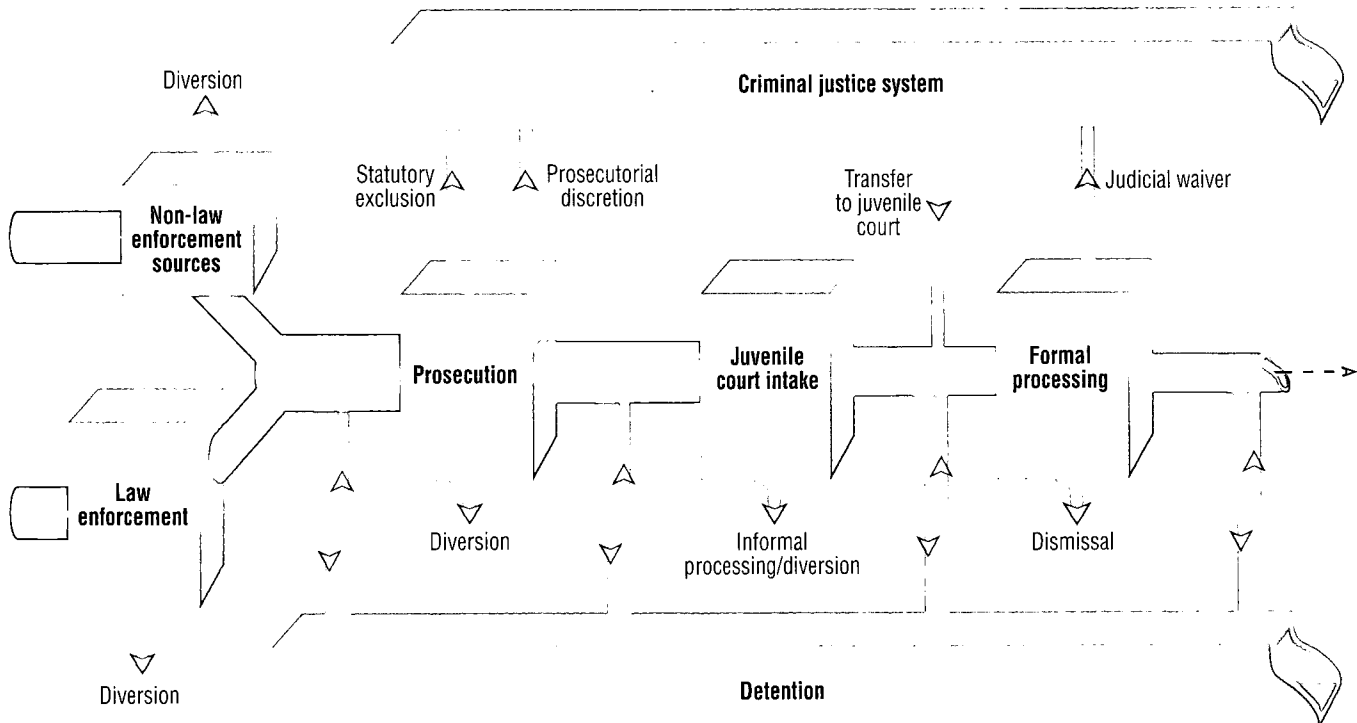 Diversion
Criminal justice system
Statutory
exclusion
Prosecutorial
discretion
Transfer
to juvenile
court
Judicial waiver
Non-law
enforcement
sources
Prosecution
Juvenile
court intake
Formal
processing
A
Law
enforcement
Diversion
Informal
processing/diversion
Dismissal
Diversion
Detention